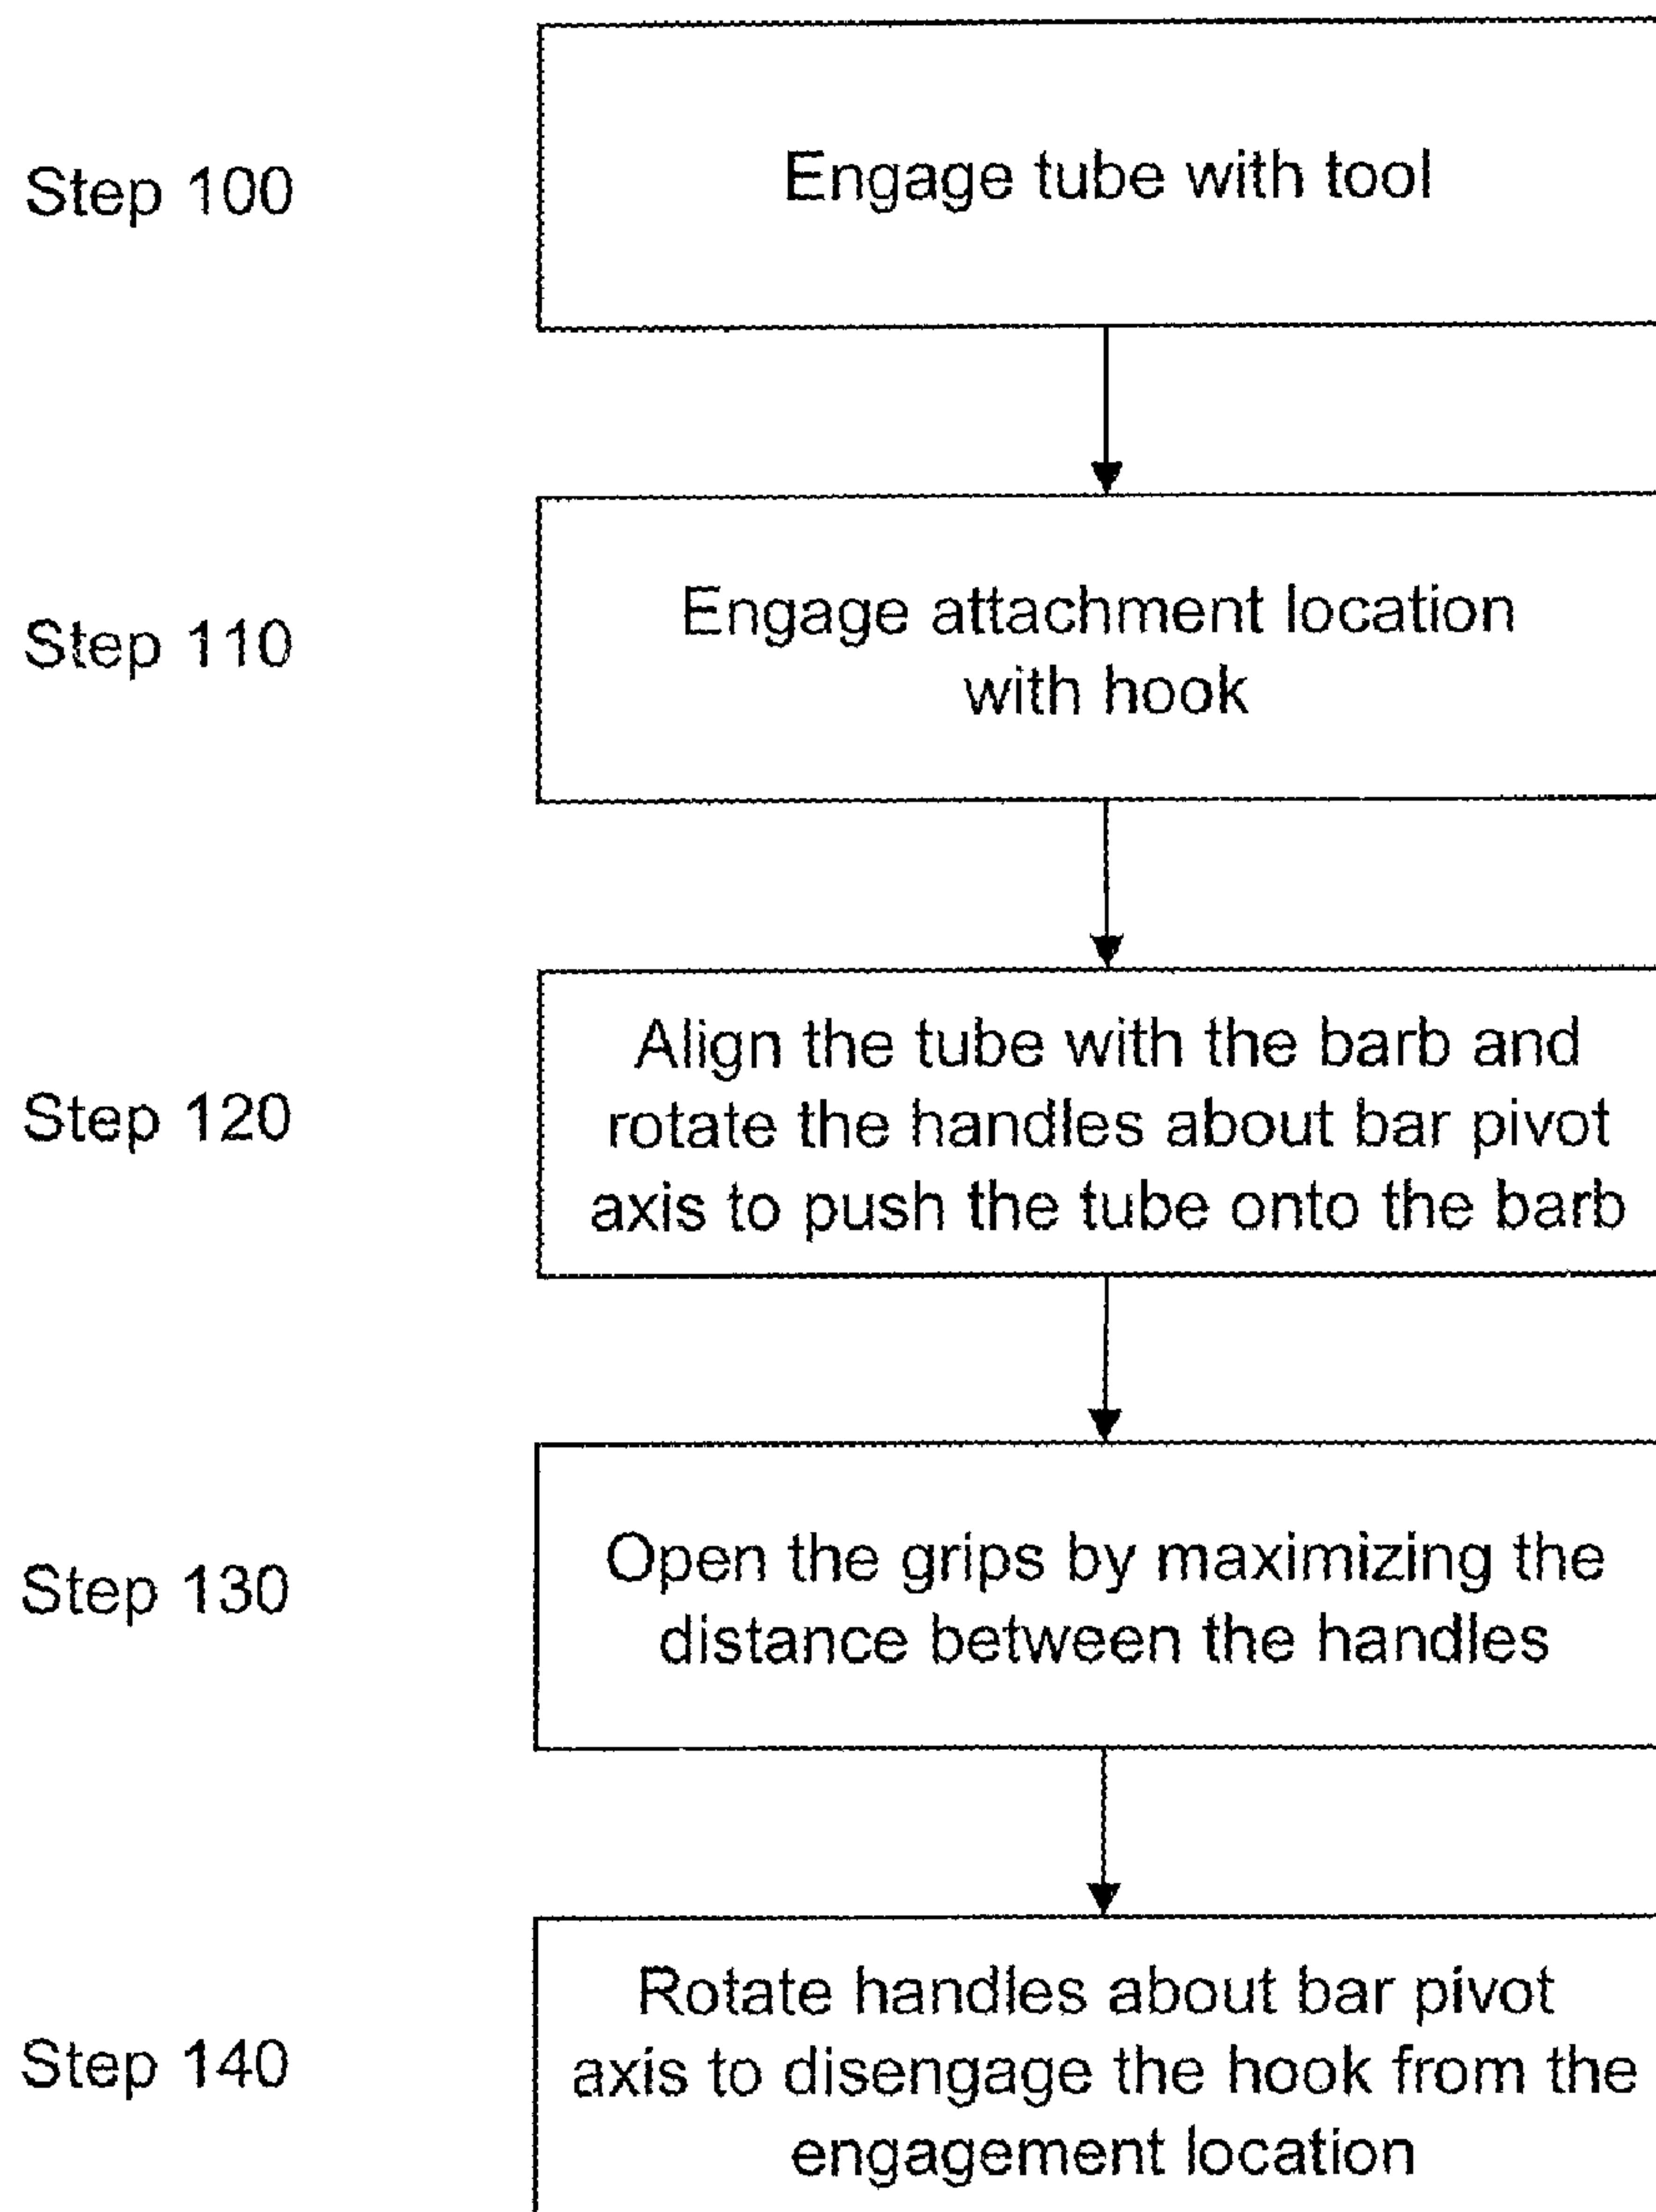 Step 100
Engage tube with tool
Step 110
Engage attachment location
with hook
Step 120
Align the tube with the barb and
rotate the handles about bar pivot
axis to push the tube onto the barb
Step 130
Open the grips by maximizing the
distance between the handles
Step 140
Rotate handles about bar pivot
axis to disengage the hook from the
engagement location